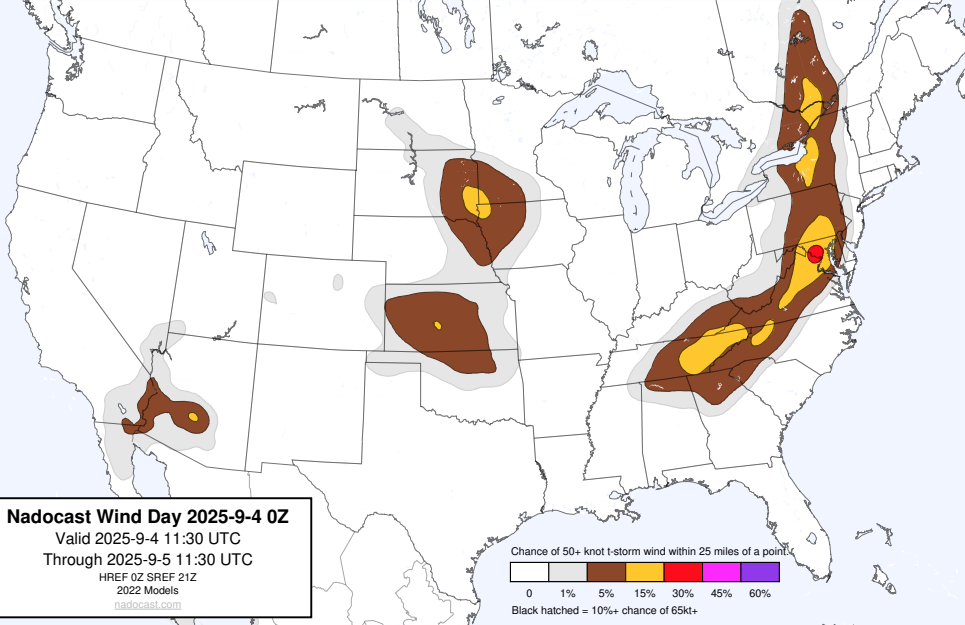 Nadocast Wind Day 2025-9-4 0Z
Valid 2025-9-4 11:30 UTC
Through 2025-9-5 11:30 UTC
HREF 0Z SREF 21Z
2022 Models
nadocast.com
Chance of 50+ knot t-storm wind within 25 miles of a point.
0 1% 5% 15% 30% 45% 60%
Black hatched = 10%+ chance of 65kt+